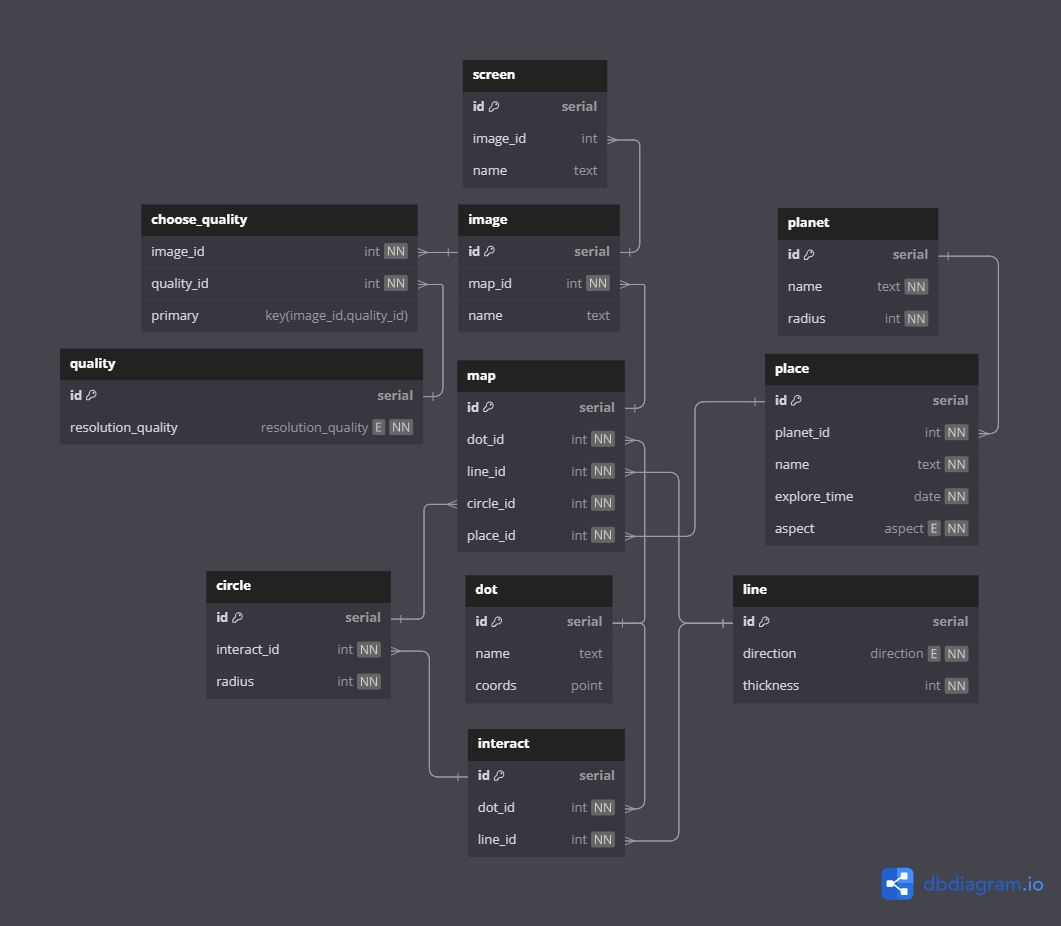 screen
id serial
image_id int
name text
choose_quality
image_id int NN
quality_id int NN
primary key(image_id,quality_id)
image
id serial
map_id int NN
name text
planet
id serial
name text NN
radius int NN
quality
id serial
resolution_quality resolution_quality E NN
map
id serial
dot_id int NN
line_id int NN
circle_id int NN
place_id int NN
place
id serial
planet_id int NN
name text NN
explore_time date NN
aspect aspect E NN
circle
id serial
interact_id int NN
radius int NN
dot
id serial
name text
coords point
line
id serial
direction direction E NN
thickness int NN
interact
id serial
dot_id int NN
line_id int NN
dbdiagram.io